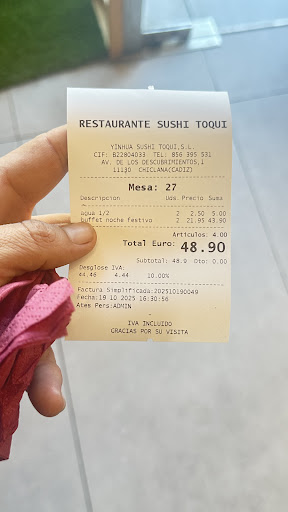 RESTAURANTE SUSHI TOQUI
YINHUA SUSHI TOQUI,S.L.
CIF: B22804033 TEL: 856 395 531
AV. DE LOS DESCUBRIMIENTOS,1
11130 CHICLANA(CADIZ)
Mesa: 27
Descripcion Uds. Precio Suma
agua 1/2 2 2.50 5.00
buffet noche festivo 2 21.95 43.90
Articulos: 4.00
Total Euro: 48.90
Subtotal: 48.9 Dto: 0.00
Desglose IVA:
44.46 4.44 10.00%
Factura Simplificada:202510190049
Fecha:19 10 2025 16:30:56
Atem Pers:ADMIN
-
IVA INCLUIDO
GRACIAS POR SU VISITA